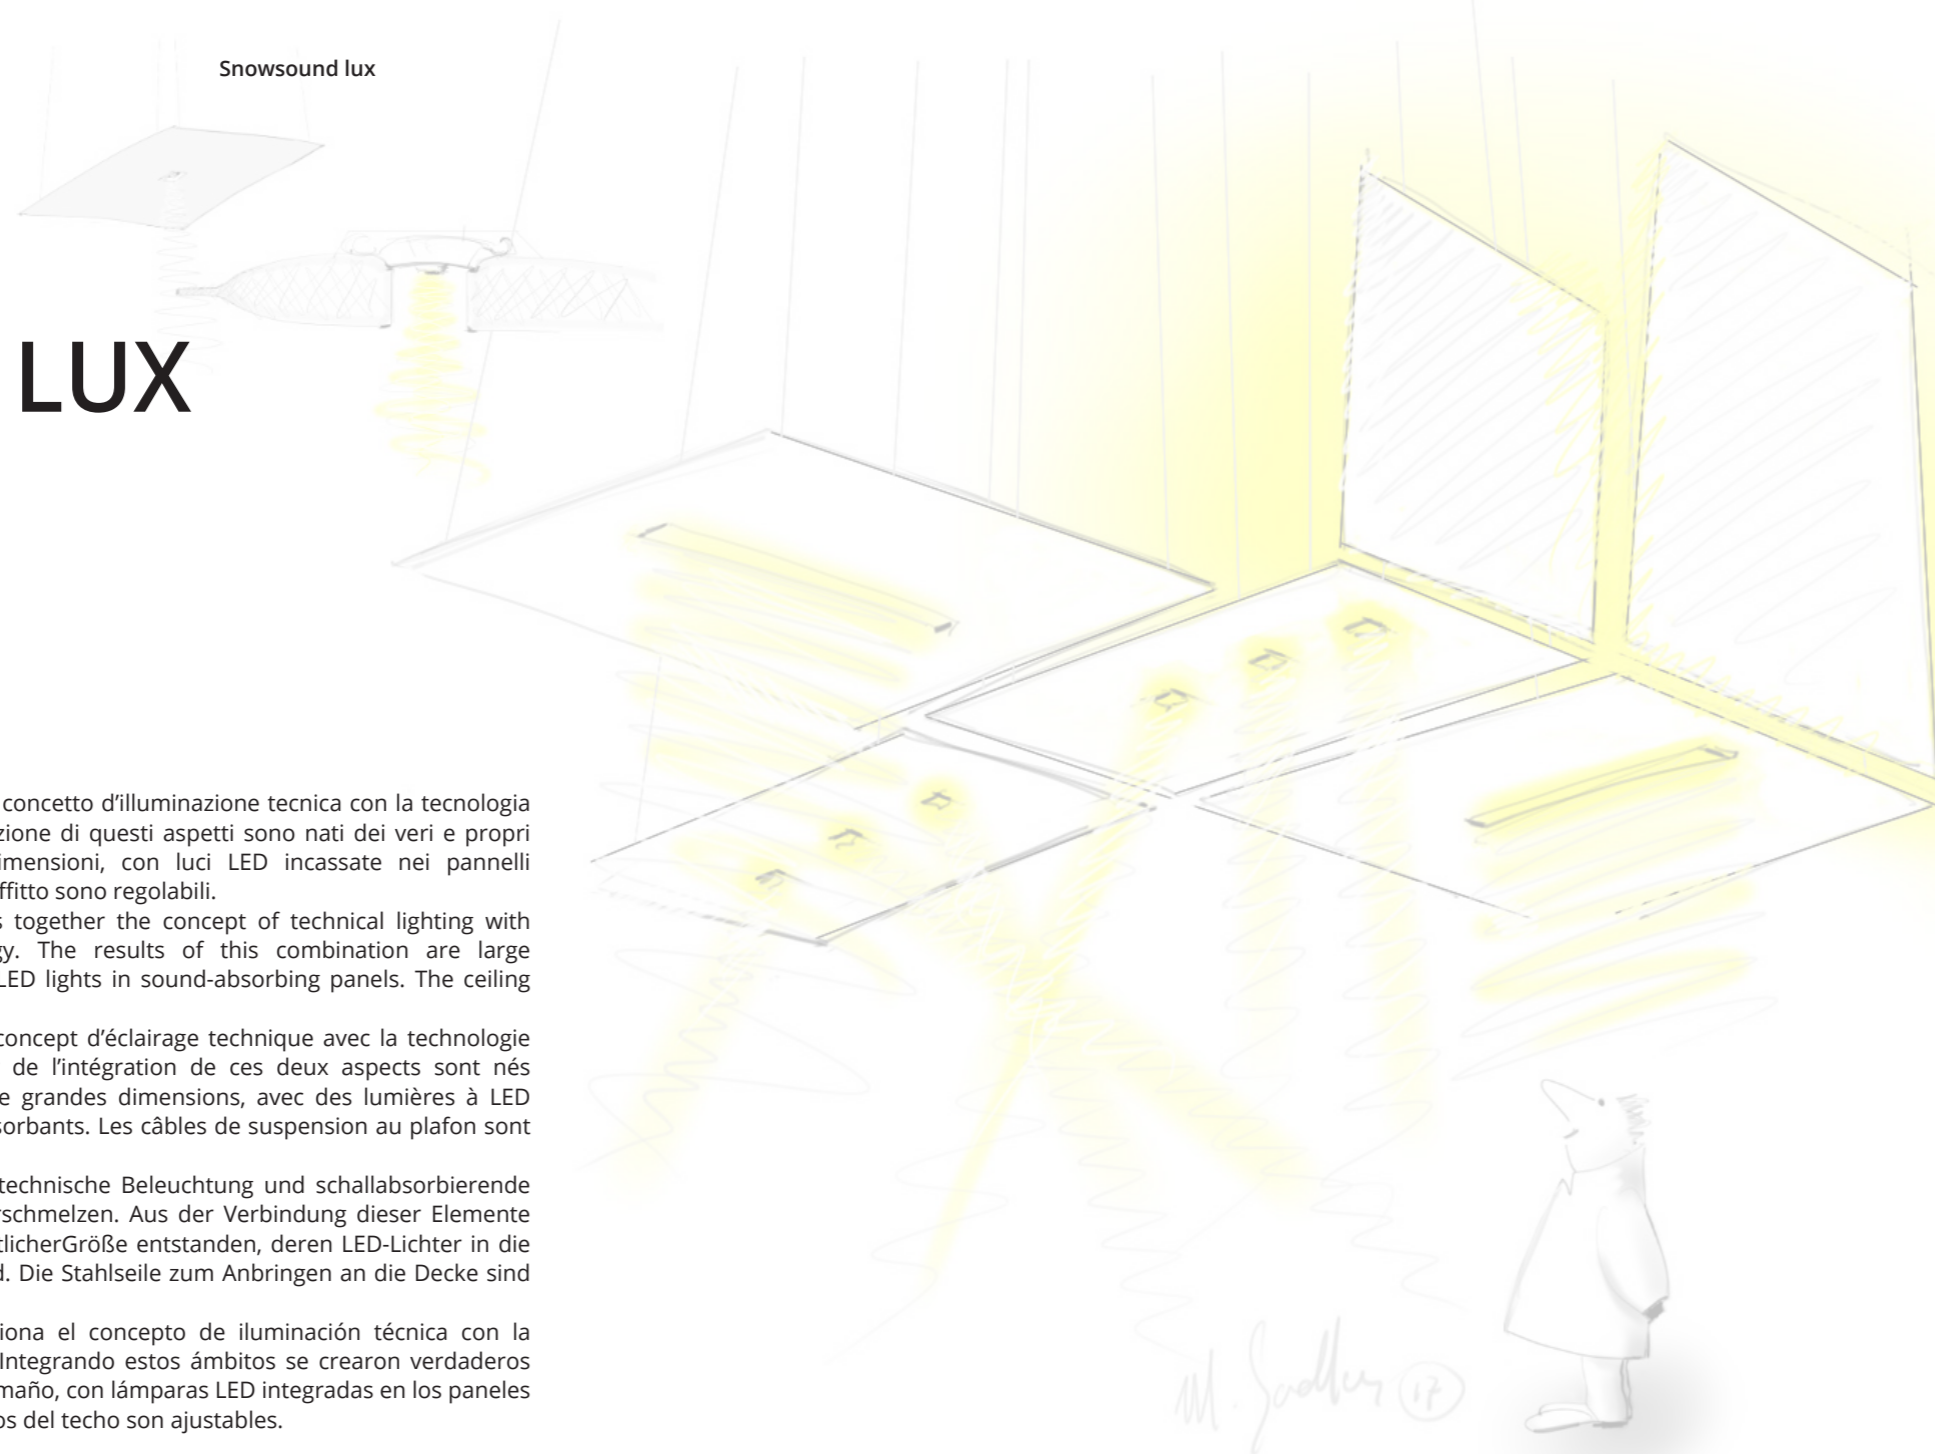 Snowsound lux
LUX
concetto d’illuminazione tecnica con la tecnologia
zione di questi aspetti sono nati dei veri e propri
imensioni, con luci LED incassate nei pannelli
ffitto sono regolabili.
s together the concept of technical lighting with
gy. The results of this combination are large
LED lights in sound-absorbing panels. The ceiling
concept d’éclairage technique avec la technologie
de l’intégration de ces deux aspects sont nés
e grandes dimensions, avec des lumières à LED
sorbants. Les câbles de suspension au plafon sont
technische Beleuchtung und schallabsorbierende
rschmelzen. Aus der Verbindung dieser Elemente
tlicherGröße entstanden, deren LED-Lichter in die
d. Die Stahlseile zum Anbringen an die Decke sind
iona el concepto de iluminación técnica con la
Integrando estos ámbitos se crearon verdaderos
maño, con lámparas LED integradas en los paneles
os del techo son ajustables.
M. Sadler 17